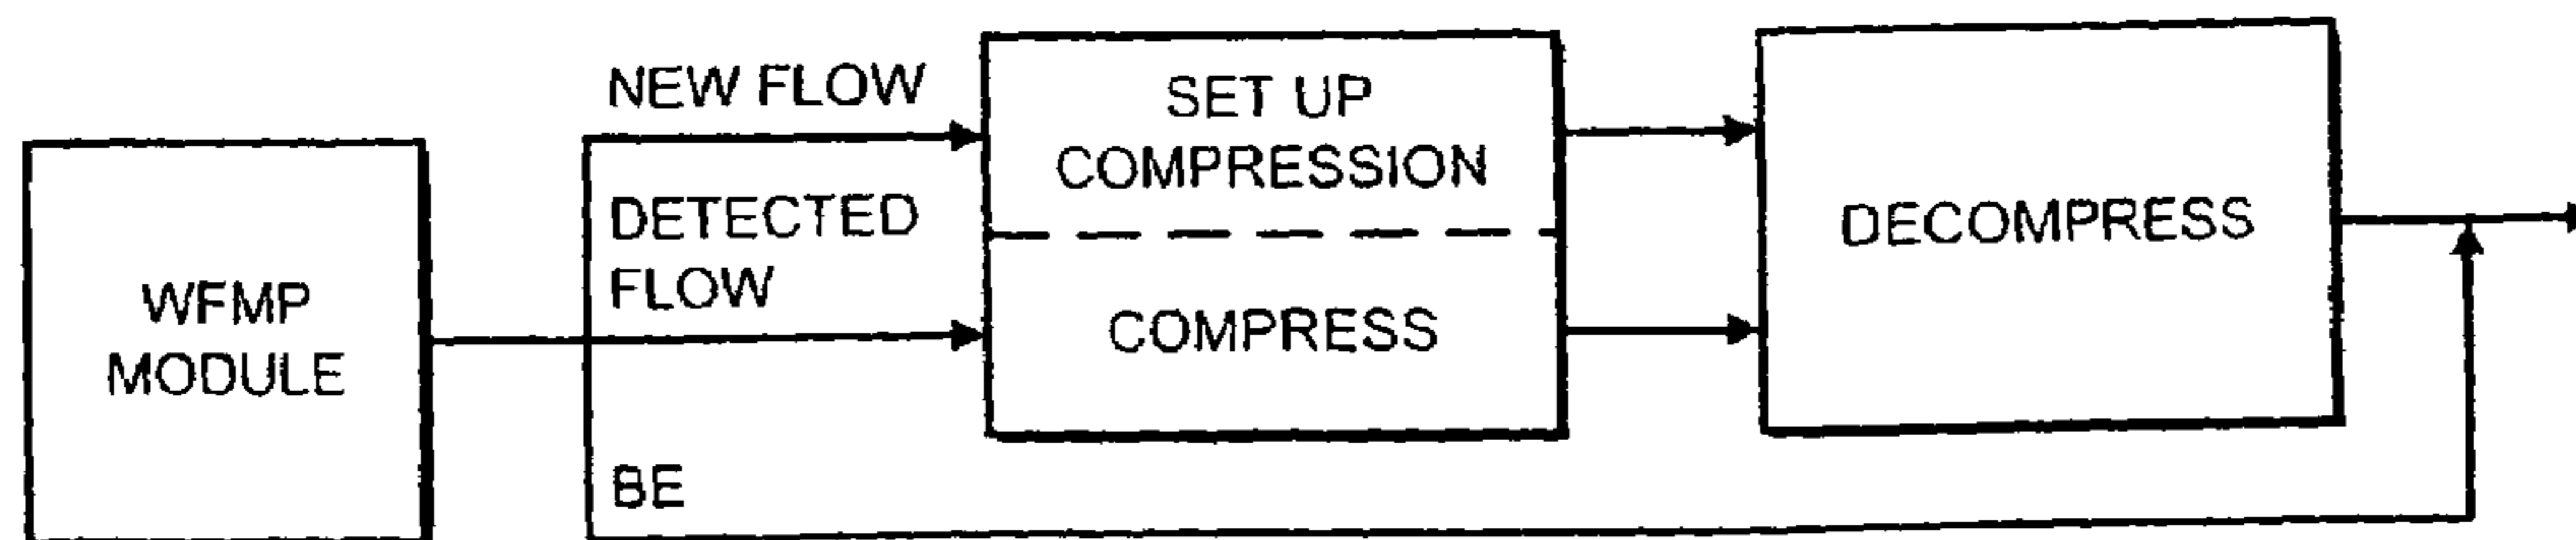 WFMP
MODULE
NEW FLOW
DETECTED
FLOW
BE
SET UP
COMPRESSION
COMPRESS
DECOMPRESS